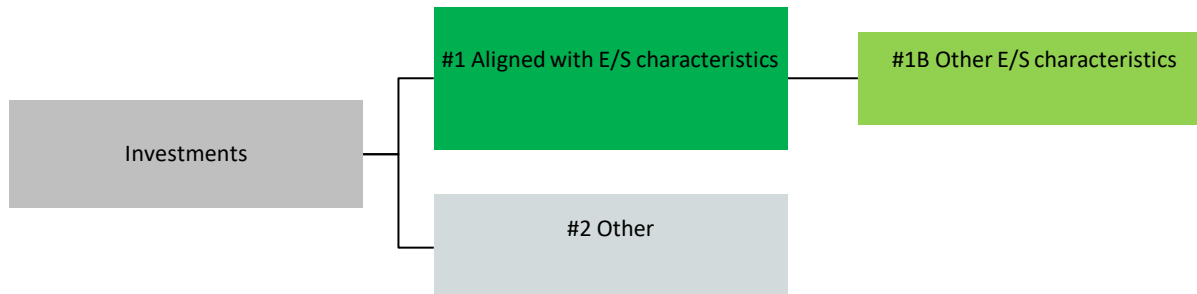 #1 Aligned with E/S characteristics
#1B Other E/S characteristics
Investments
#2 Other